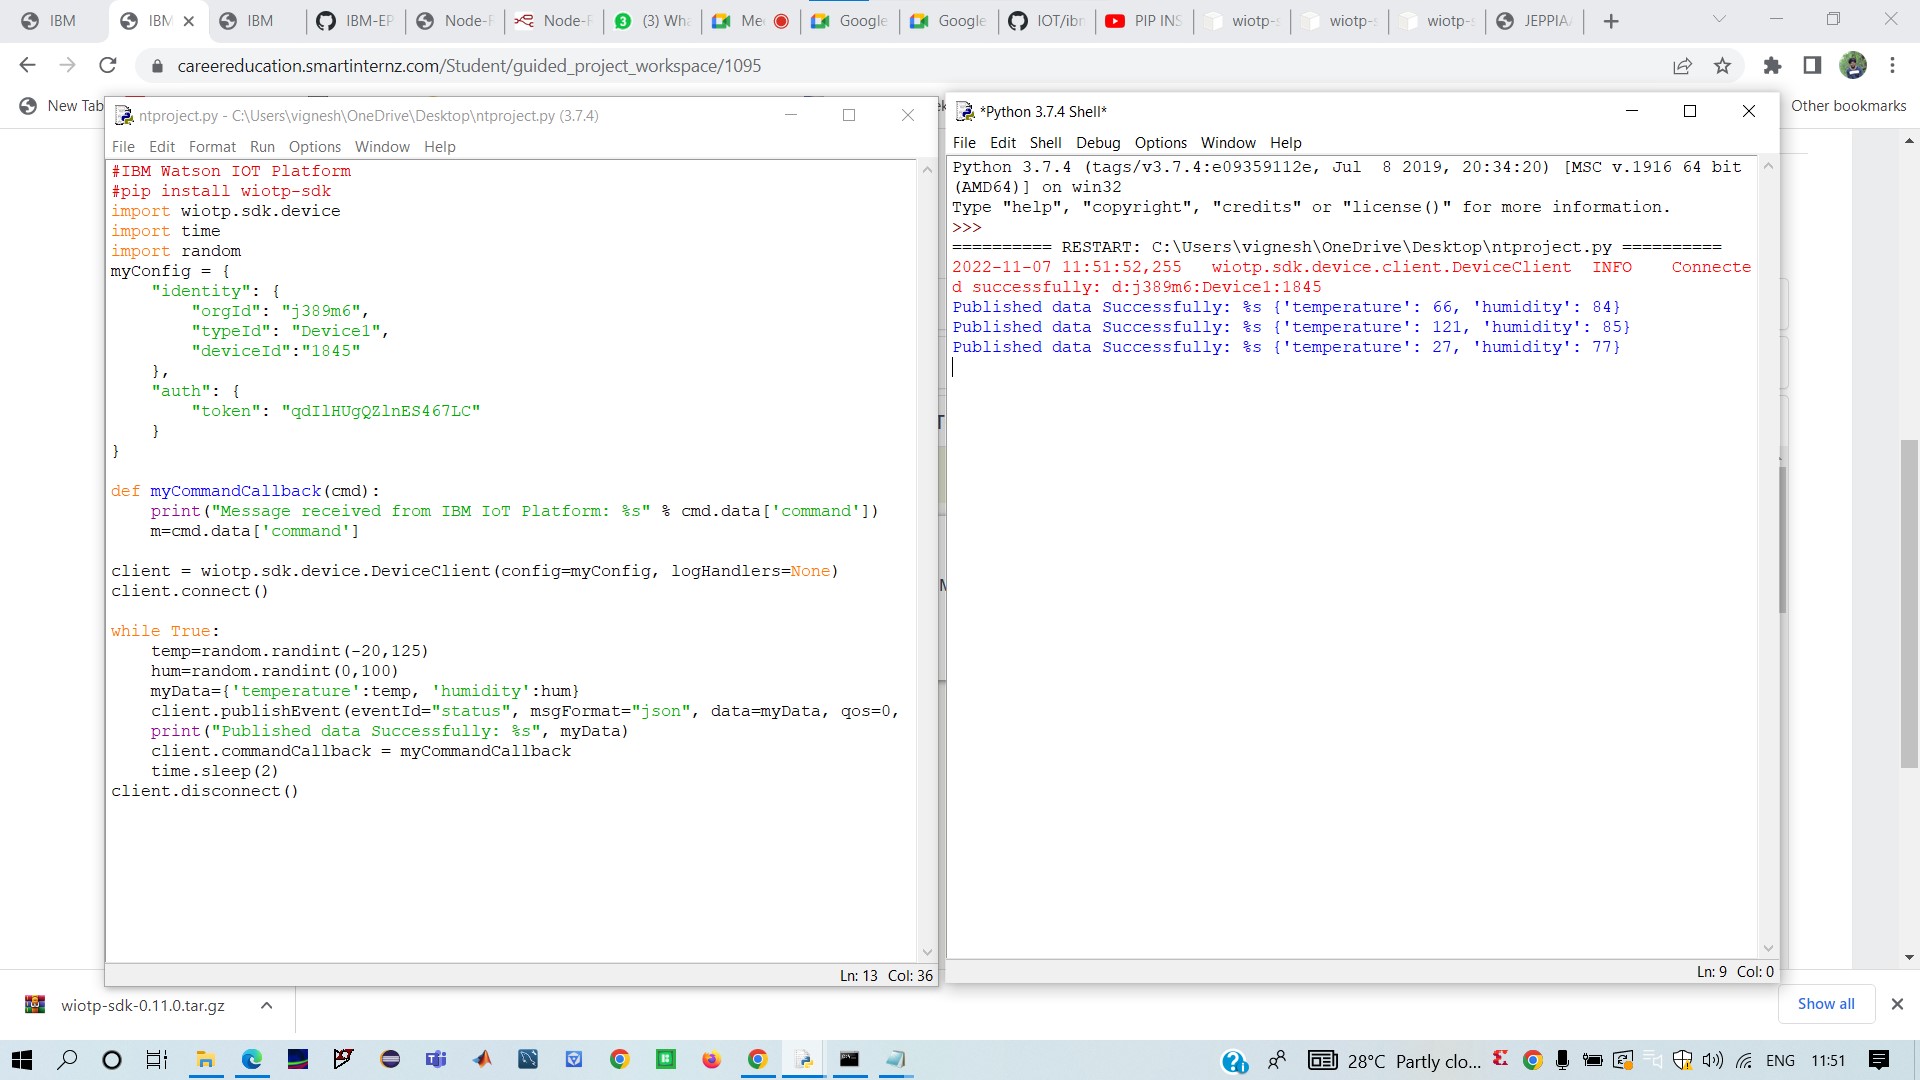 IBM
IBM
IBM
IBM-EP
Node-R
Node-R
(3) Wha
Me
Google
Google
IOT/ibn
PIP INS
wiotp-s
wiotp-s
wiotp-s
JEPPIA
careereducation.smartinternz.com/Student/guided_project_workspace/1095
New Tab
Other bookmarks
ntproject.py - C:\Users\vignesh\OneDrive\Desktop\ntproject.py (3.7.4)
File Edit Format Run Options Window Help
#IBM Watson IOT Platform
#pip install wiotp-sdk
import wiotp.sdk.device
import time
import random
myConfig = {
"identity": {
"orgId": "j389m6",
"typeId": "Device1",
"deviceId":"1845"
},
"auth": {
"token": "qdIlHUgQZlnES467LC"
}
}
def myCommandCallback(cmd):
print("Message received from IBM IoT Platform: %s" % cmd.data['command'])
m=cmd.data['command']
client = wiotp.sdk.device.DeviceClient(config=myConfig, logHandlers=None)
client.connect()
while True:
temp=random.randint(-20,125)
hum=random.randint(0,100)
myData={'temperature':temp, 'humidity':hum}
client.publishEvent(eventId="status", msgFormat="json", data=myData, qos=0,
print("Published data Successfully: %s", myData)
client.commandCallback = myCommandCallback
time.sleep(2)
client.disconnect()
Ln: 13 Col: 36
*Python 3.7.4 Shell*
File Edit Shell Debug Options Window Help
Python 3.7.4 (tags/v3.7.4:e09359112e, Jul 8 2019, 20:34:20) [MSC v.1916 64 bit
(AMD64)] on win32
Type "help", "copyright", "credits" or "license()" for more information.
>>>
========== RESTART: C:\Users\vignesh\OneDrive\Desktop\ntproject.py ==========
2022-11-07 11:51:52,255 wiotp.sdk.device.client.DeviceClient INFO Connecte
d successfully: d:j389m6:Device1:1845
Published data Successfully: %s {'temperature': 66, 'humidity': 84}
Published data Successfully: %s {'temperature': 121, 'humidity': 85}
Published data Successfully: %s {'temperature': 27, 'humidity': 77}
Ln: 9 Col: 0
wiotp-sdk-0.11.0.tar.gz
Show all
28°C Partly clo...
ENG
11:51